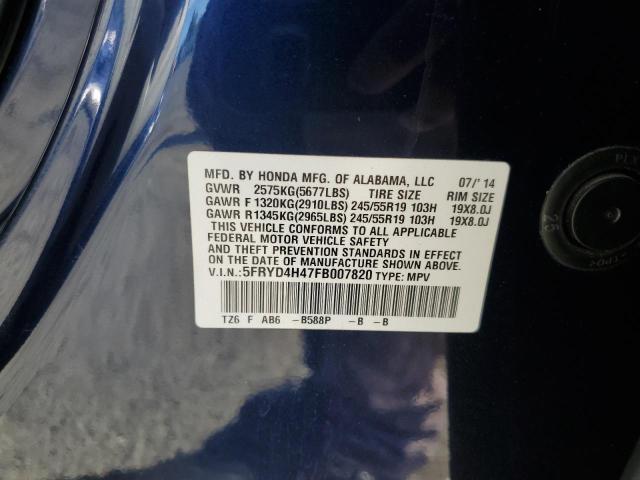 MFD. BY HONDA MFG. OF ALABAMA, LLC 07/'14
GVWR 2575KG(5677LBS) TIRE SIZE RIM SIZE
GAWR F 1320KG(2910LBS) 245/55R19 103H 19X8.0J
GAWR R1345KG(2965LBS) 245/55R19 103H 19X8.0J
THIS VEHICLE CONFORMS TO ALL APPLICABLE
FEDERAL MOTOR VEHICLE SAFETY
AND THEFT PREVENTION STANDARDS IN EFFECT
ON THE DATE OF MANUFACTURE SHOWN ABOVE.
V.I.N.: 5FRYD4H47FB007820 TYPE: MPV
TZ6 F AB6 -B588P -B -B
25